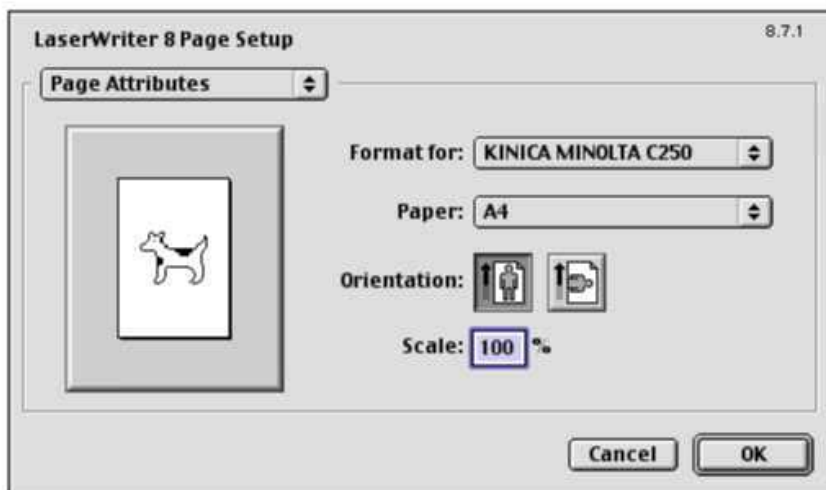 LaserWriter 8 Page Setup
8.7.1
Page Attributes
Format for: KINICA MINOLTA C250
Paper: A4
Orientation:
Scale: 100 %
Cancel OK